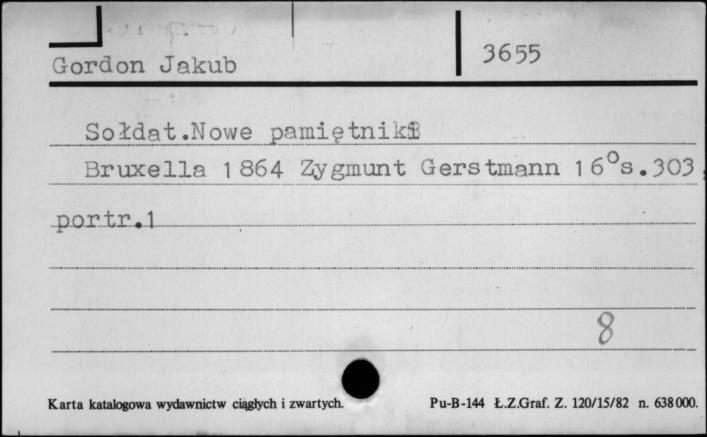 3655
Gordon Jakub
Sołdat.Nowe pamiętniki
Bruxella 1864 Zygmunt Gerstmann 16°s.303,
portr.1
8
Karta katalogowa wydawnictw ciągłych i zwartych.
Pu-B-144 Ł.Z.Graf. Z. 120/15/82 n. 638000.